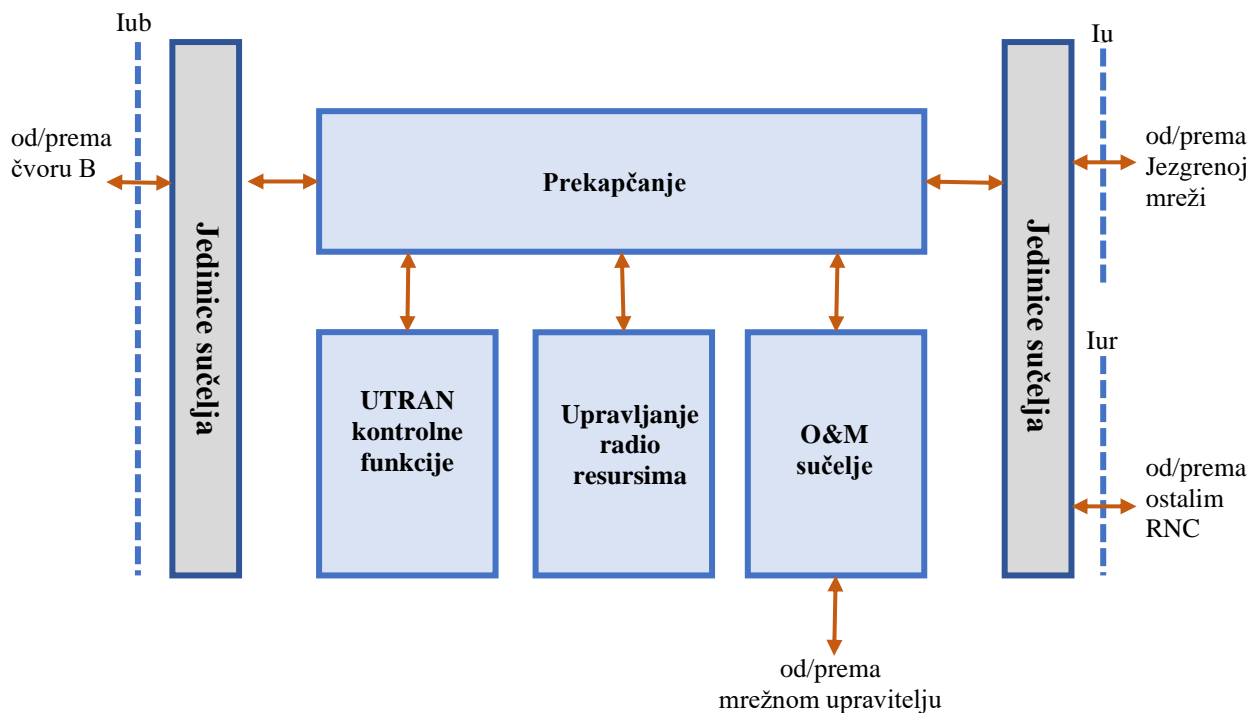 Iub
Iu
od/prema
čvoru B
Jedinice sučelja
Prekapčanje
Jedinice sučelja
od/prema
Jezgrenoj
mreži
Iur
UTRAN
kontrolne
funkcije
Upravljanje
radio
resursima
O&M
sučelje
od/prema
ostalim
RNC
od/prema
mrežnom upravitelju